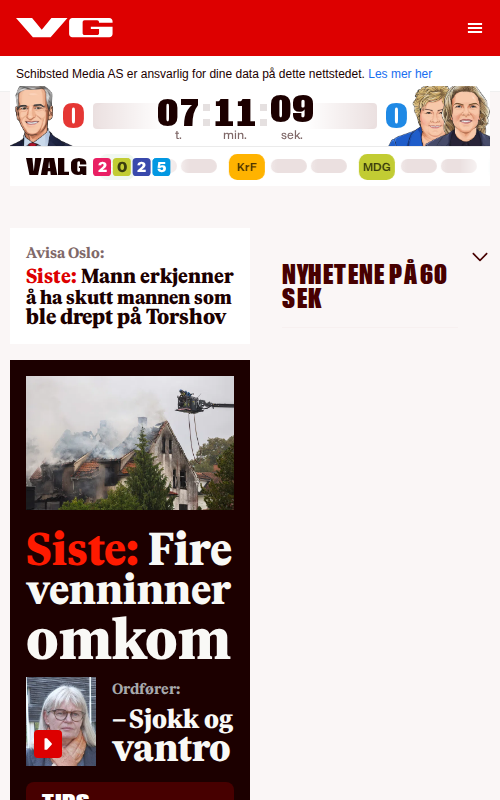 VG
Schibsted Media AS er ansvarlig for dine data på dette nettstedet. Les mer her
0 07:11:09 0
t. min. sek.
VALG 2025 KrF MDG
Avisa Oslo:
Siste: Mann erkjenner
å ha skutt mannen som
ble drept på Torshov
NYHETENE PÅ 60
SEK
Siste: Fire
venninner
omkom
Ordfører:
– Sjokk og
vantro
TIPS